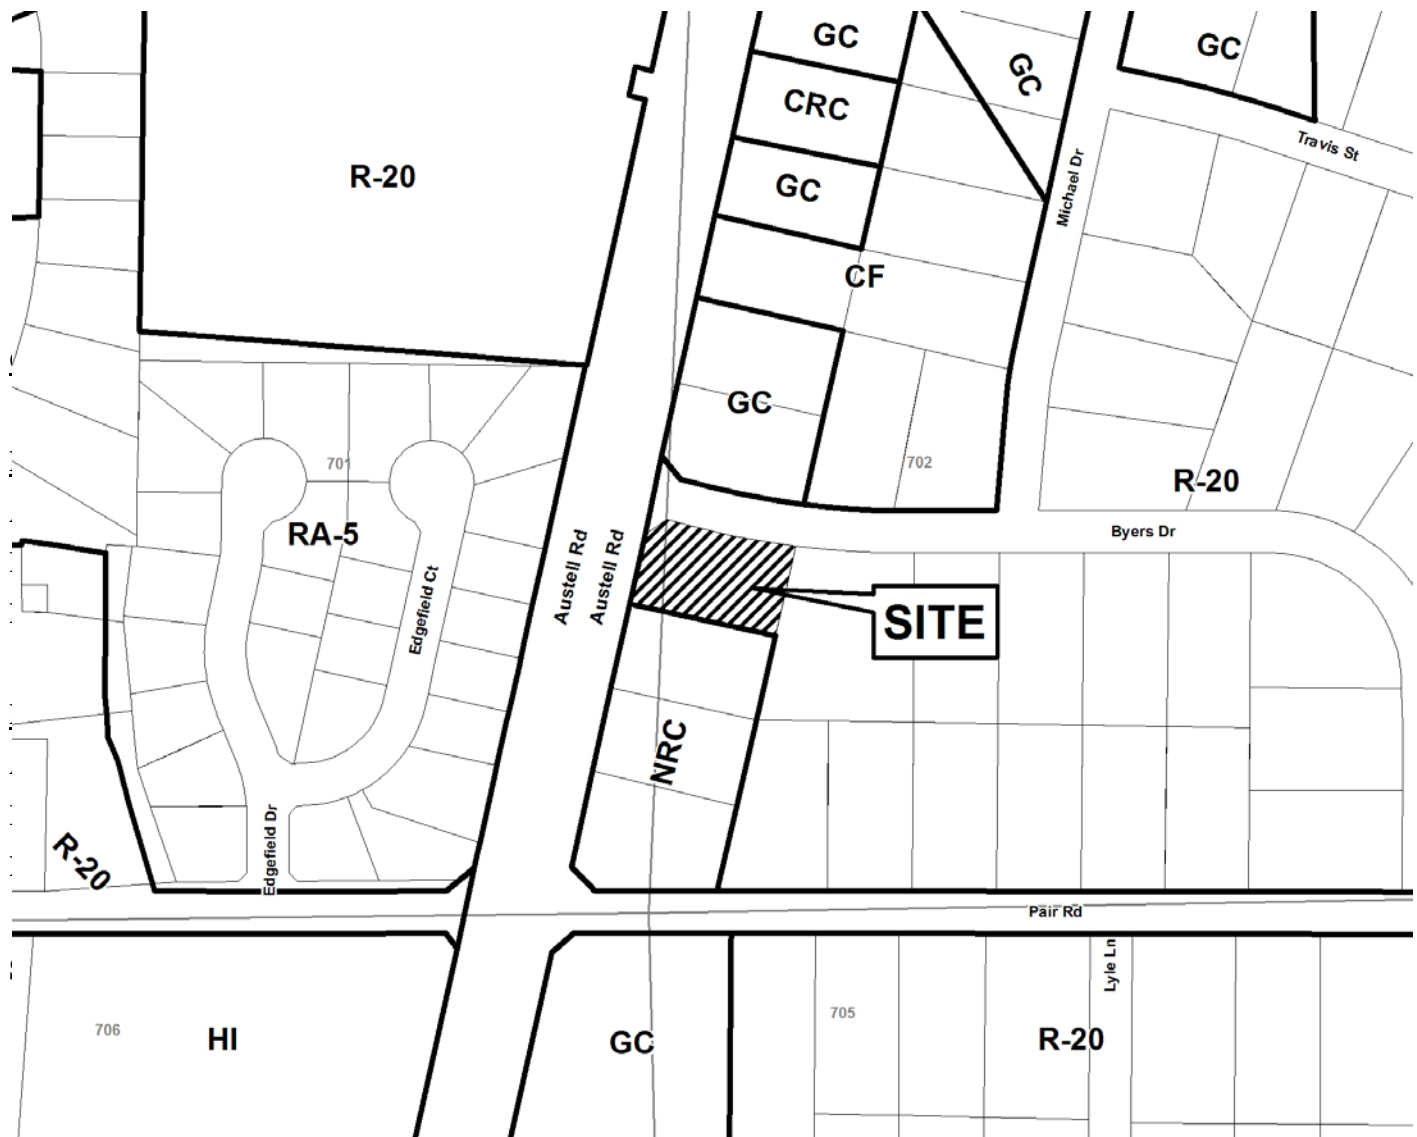 GC
GC
GC
CRC
Travis St
R-20
GC
Michael Dr
CF
GC
701
702
R-20
RA-5
Byers Dr
Austell Rd
Austell Rd
Edgefield Ct
SITE
NRC
R-20
Edgefield Dr
Pair Rd
Lyle Ln
706
HI
GC
705
R-20